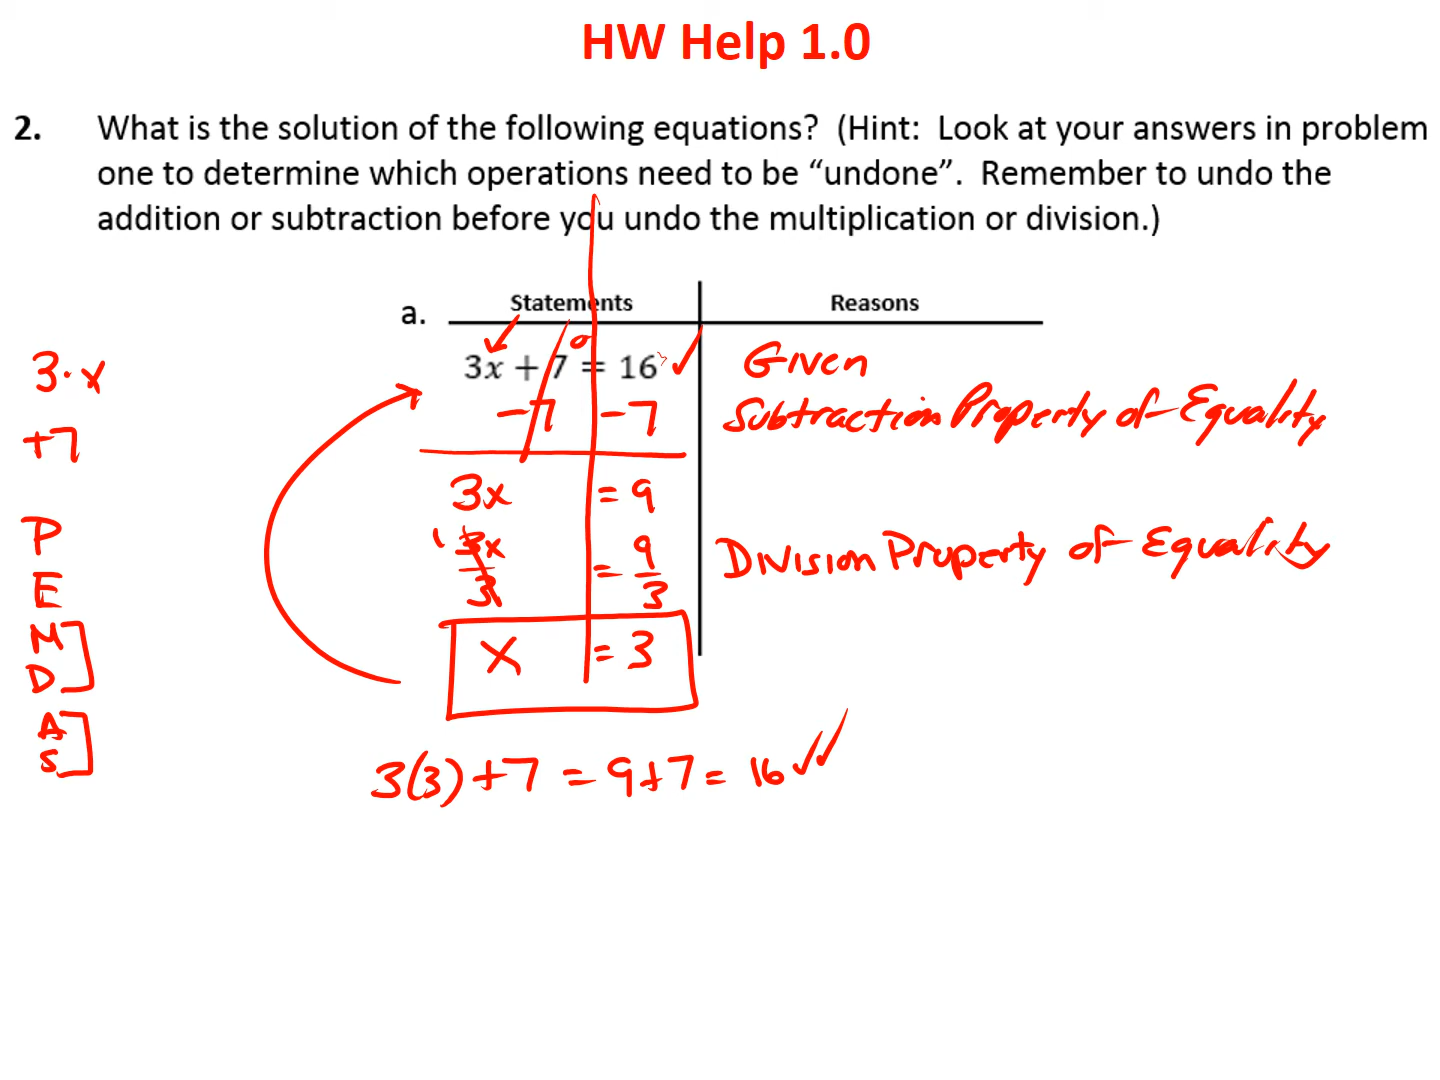 HW Help 1.0
2. What is the solution of the following equations? (Hint: Look at your answers in problem
one to determine which operations need to be “undone”. Remember to undo the
addition or subtraction before you undo the multiplication or division.)
a. Statements Reasons
3x + 7 = 16 Given
0
-7 -7 Subtraction Property of Equality
3x = 9
1 3x/3 = 9/3 Division Property of Equality
x = 3
3(3)+7 = 9+7 = 16
3·x
+7
P
E
M
D
A
S